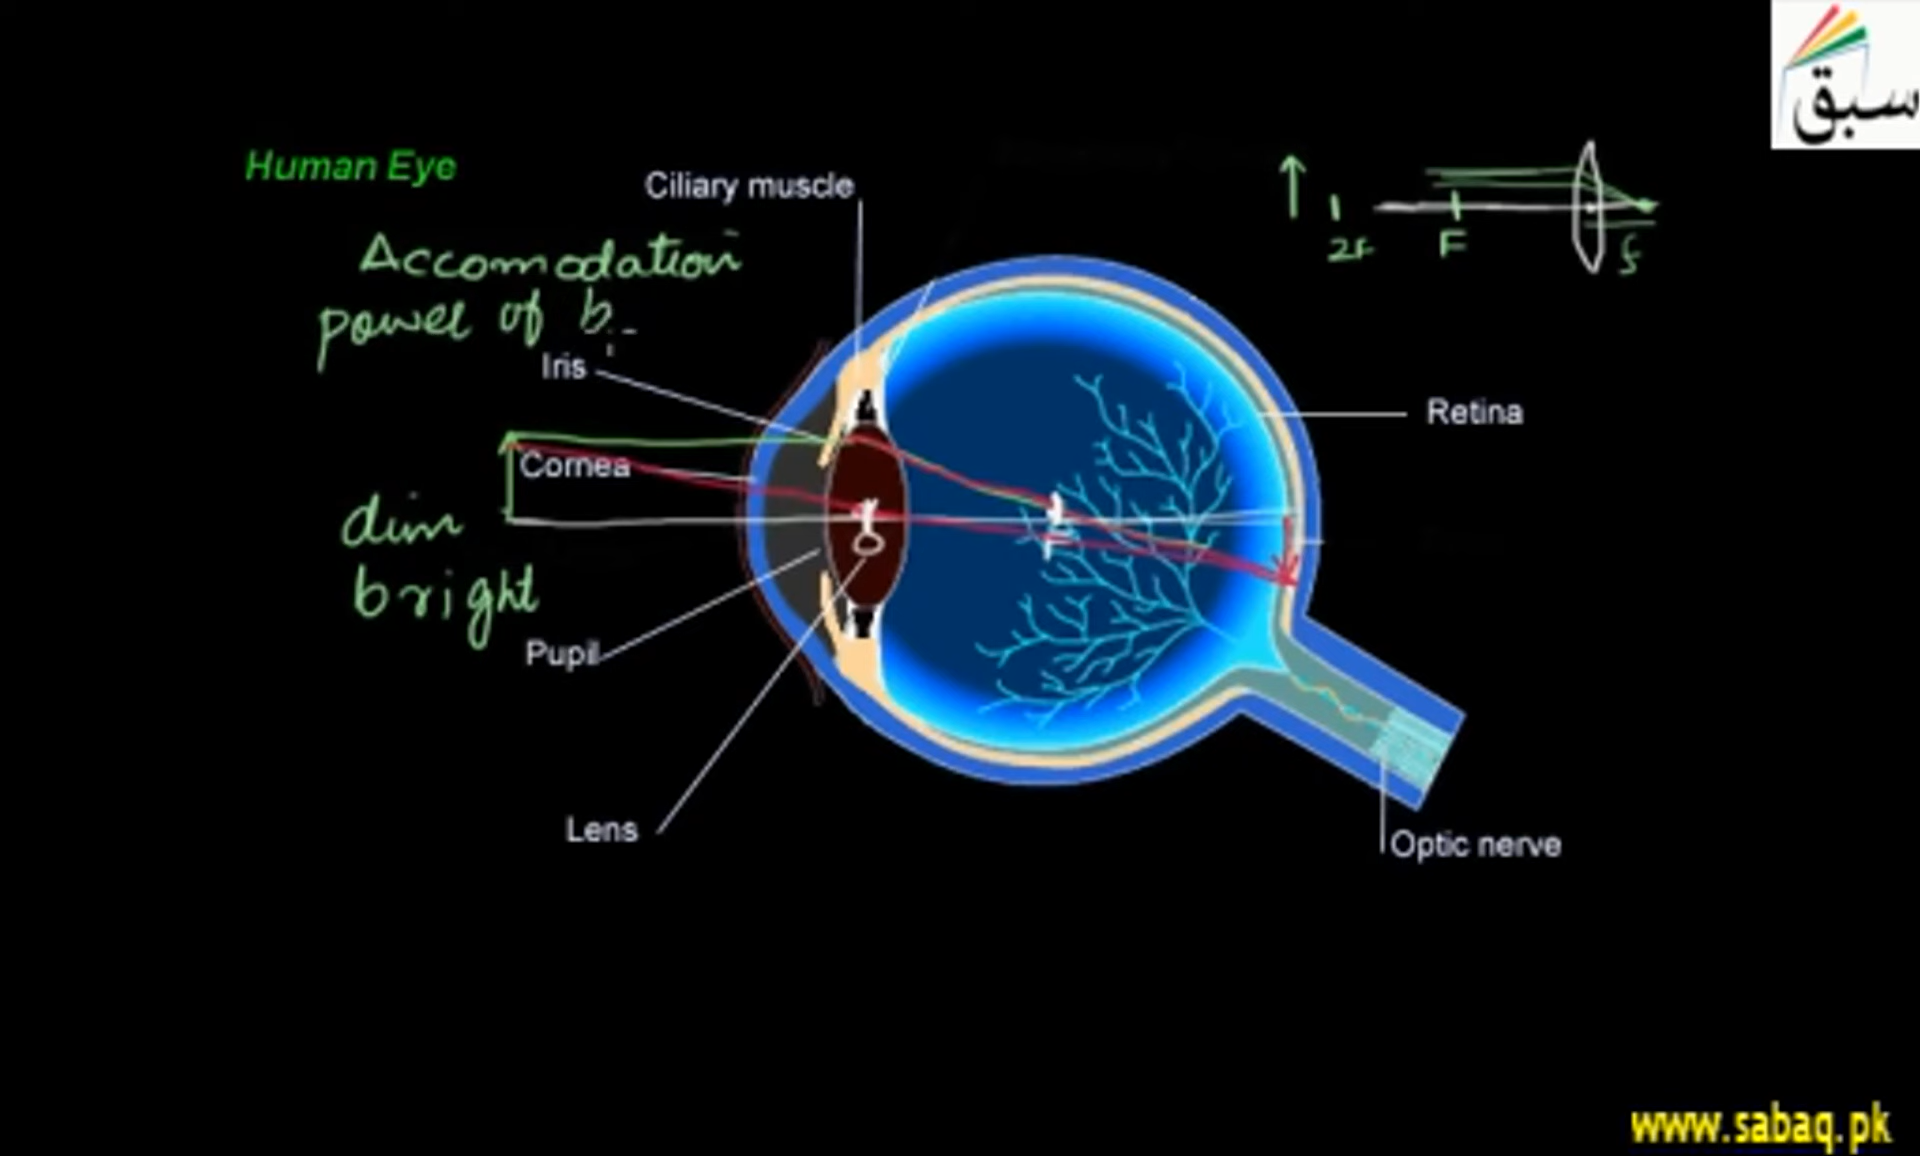 سبق
Human Eye
Ciliary muscle
Accomodation
power of b
Iris
2F
F
f
Retina
Cornea
dim
bright
F
O
Pupil
Lens
Optic nerve
www.sabaq.pk